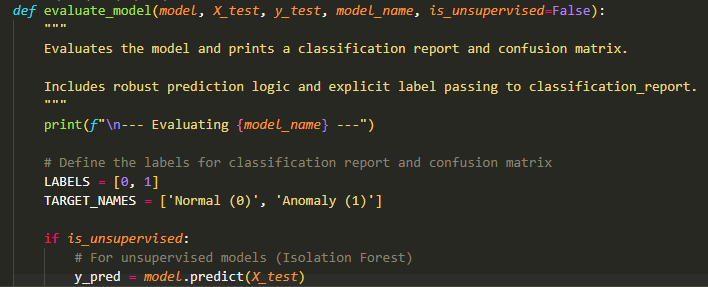 def evaluate_model(model, X_test, y_test, model_name, is_unsupervised=False):
    """
    Evaluates the model and prints a classification report and confusion matrix.

    Includes robust prediction logic and explicit label passing to classification_report.
    """
    print(f"\n--- Evaluating {model_name} ---")

    # Define the labels for classification report and confusion matrix
    LABELS = [0, 1]
    TARGET_NAMES = ['Normal (0)', 'Anomaly (1)']

    if is_unsupervised:
        # For unsupervised models (Isolation Forest)
        y_pred = model.predict(X_test)